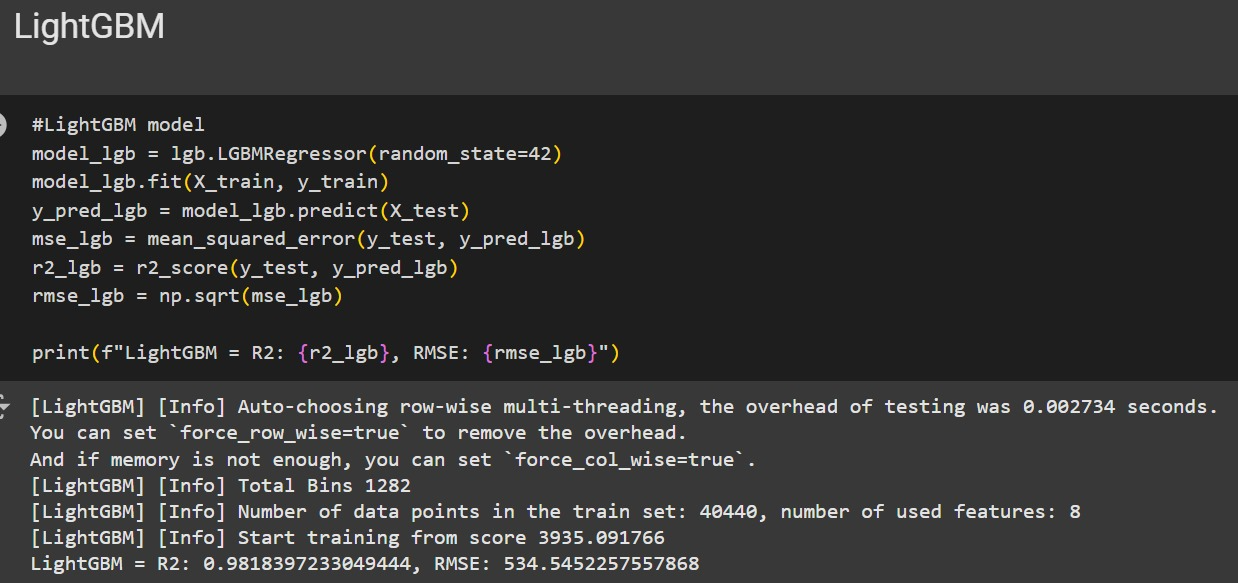 LightGBM
#LightGBM model
model_lgb = lgb.LGBMRegressor(random_state=42)
model_lgb.fit(X_train, y_train)
y_pred_lgb = model_lgb.predict(X_test)
mse_lgb = mean_squared_error(y_test, y_pred_lgb)
r2_lgb = r2_score(y_test, y_pred_lgb)
rmse_lgb = np.sqrt(mse_lgb)
print(f"LightGBM = R2: {r2_lgb}, RMSE: {rmse_lgb}")
[LightGBM] [Info] Auto-choosing row-wise multi-threading, the overhead of testing was 0.002734 seconds.
You can set `force_row_wise=true` to remove the overhead.
And if memory is not enough, you can set `force_col_wise=true`.
[LightGBM] [Info] Total Bins 1282
[LightGBM] [Info] Number of data points in the train set: 40440, number of used features: 8
[LightGBM] [Info] Start training from score 3935.091766
LightGBM = R2: 0.9818397233049444, RMSE: 534.5452257557868